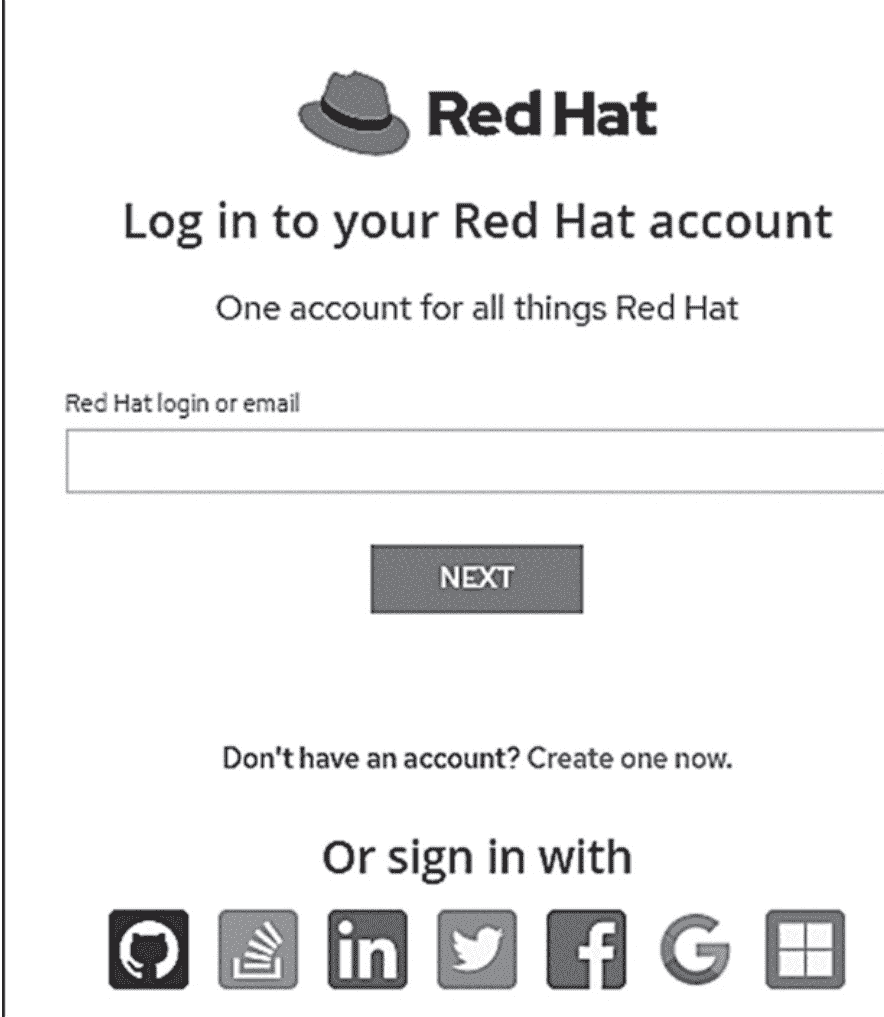 Red Hat
Log in to your Red Hat account
One account for all things Red Hat
Red Hat login or email
NEXT
Don't have an account? Create one now.
Or sign in with
in
f
G